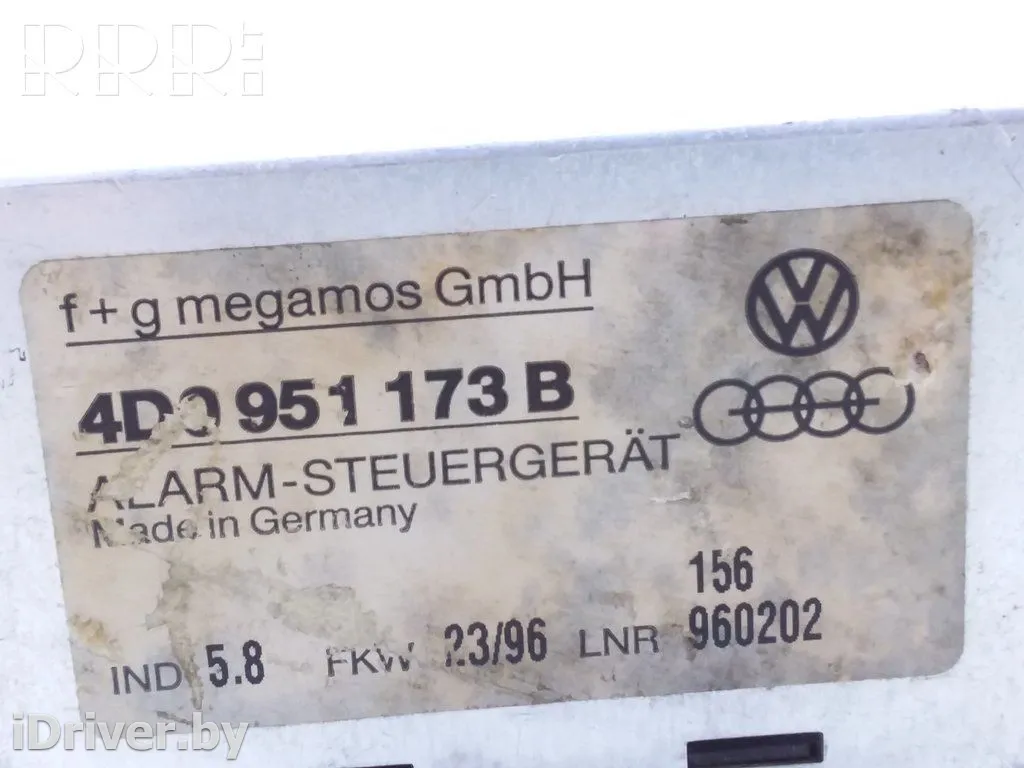 RRR
f+g megamos GmbH
4D0 951 173 B
ALARM-STEUERGERÄT
Made in Germany
156
IND 5.8 FKW 23/96 LNR 960202
iDriver.by